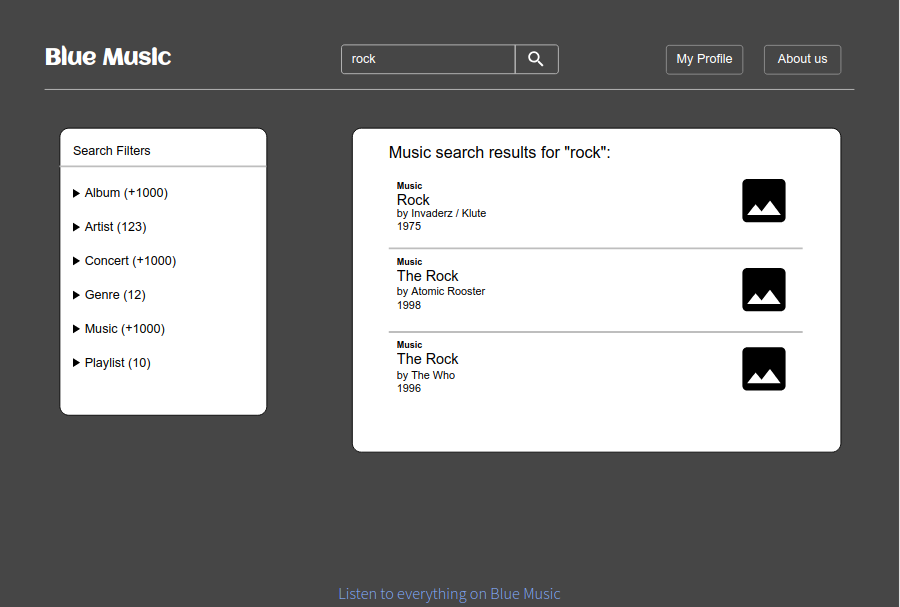 Blue Music
rock
My Profile
About us
Search Filters
Album (+1000)
Artist (123)
Concert (+1000)
Genre (12)
Music (+1000)
Playlist (10)
Music search results for "rock":
Music
Rock
by Invaderz / Klute
1975
Music
The Rock
by Atomic Rooster
1998
Music
The Rock
by The Who
1996
Listen to everything on Blue Music